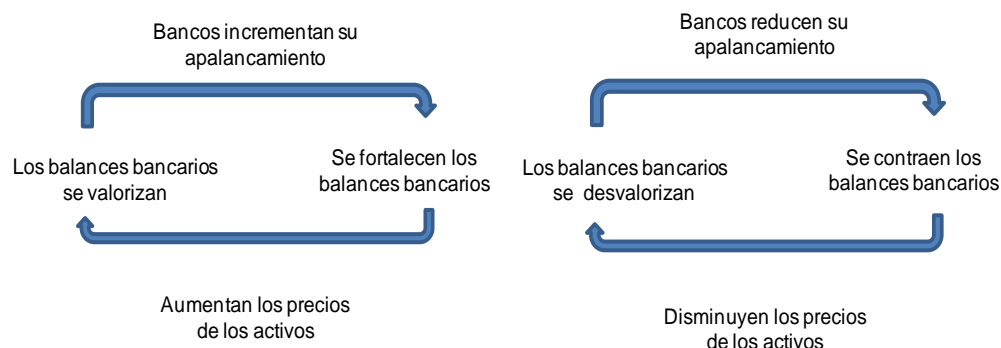 Bancos incrementan su
apalancamiento
Los balances bancarios
se valorizan
Se fortalecen los
balances bancarios
Aumentan los precios
de los activos
Bancos reducen su
apalancamiento
Los balances bancarios
se desvalorizan
Se contraen los
balances bancarios
Disminuyen los precios
de los activos